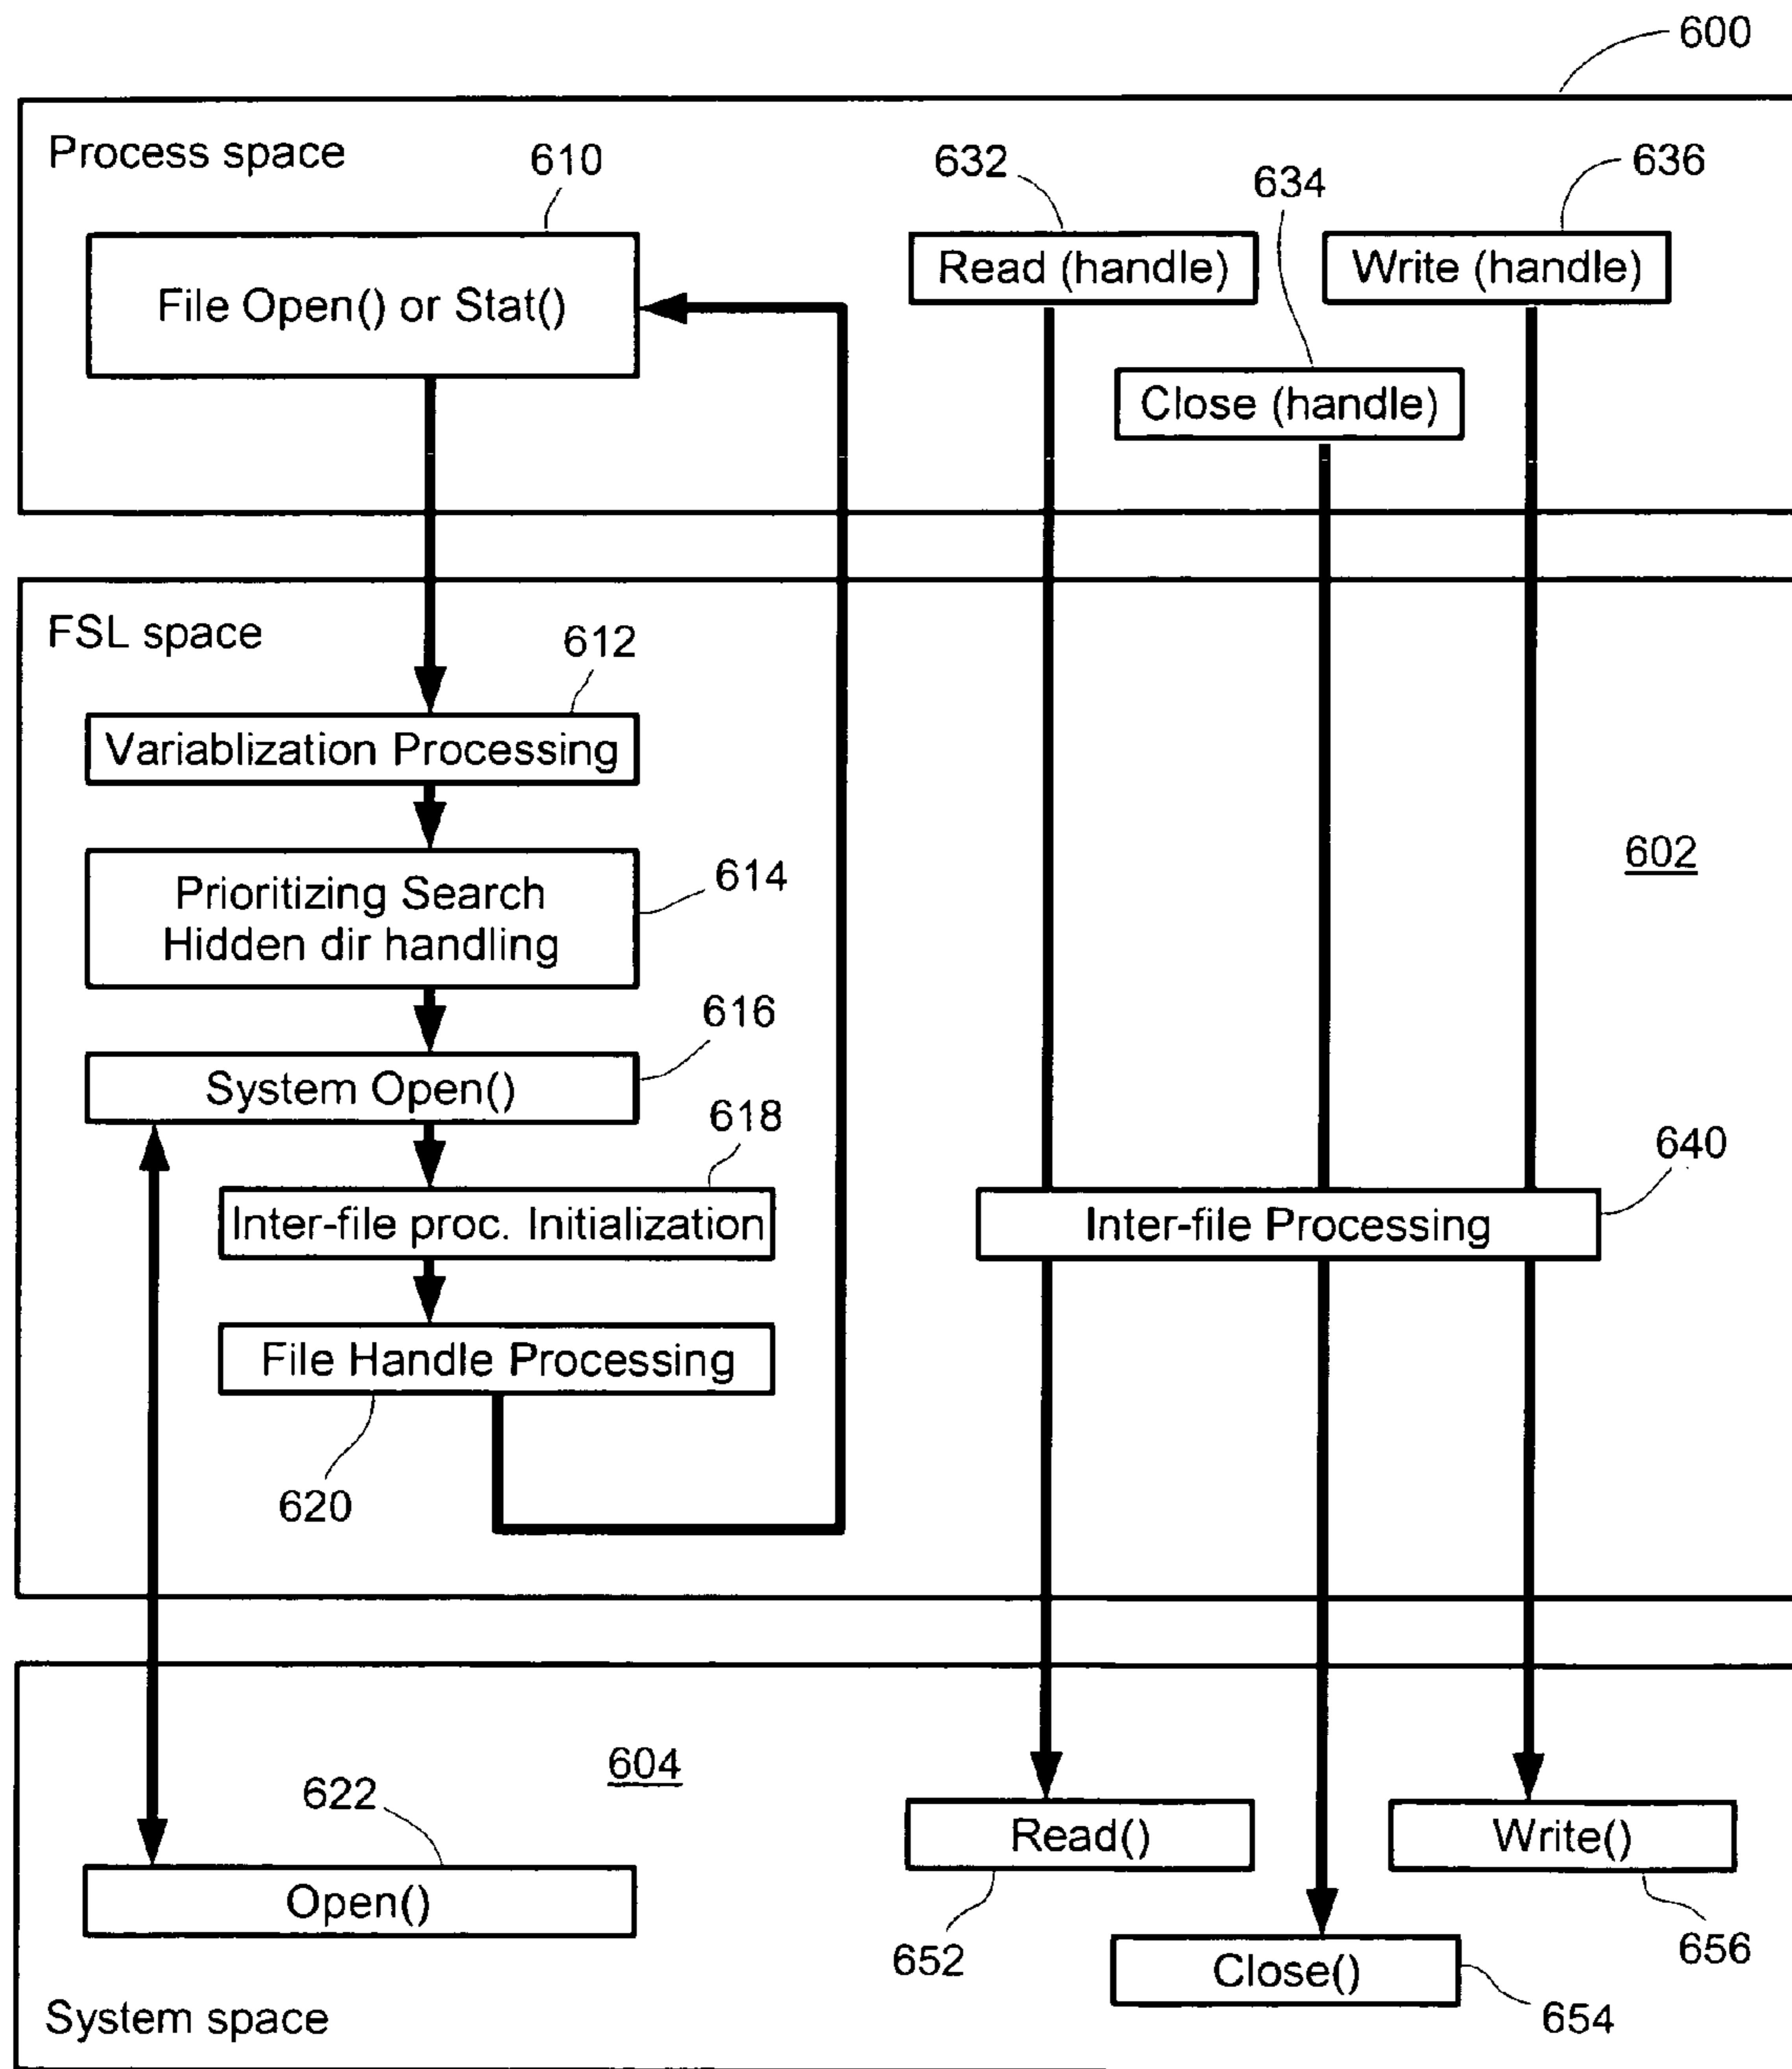 600
Process space
610
632
634
636
File Open() or Stat()
Read (handle)
Write (handle)
Close (handle)
FSL space
612
Variablization Processing
602
614
Prioritizing Search
Hidden dir handling
616
System Open()
618
640
Inter-file proc. Initialization
Inter-file Processing
File Handle Processing
620
604
622
Read()
Write()
Open()
652
656
Close()
654
System space